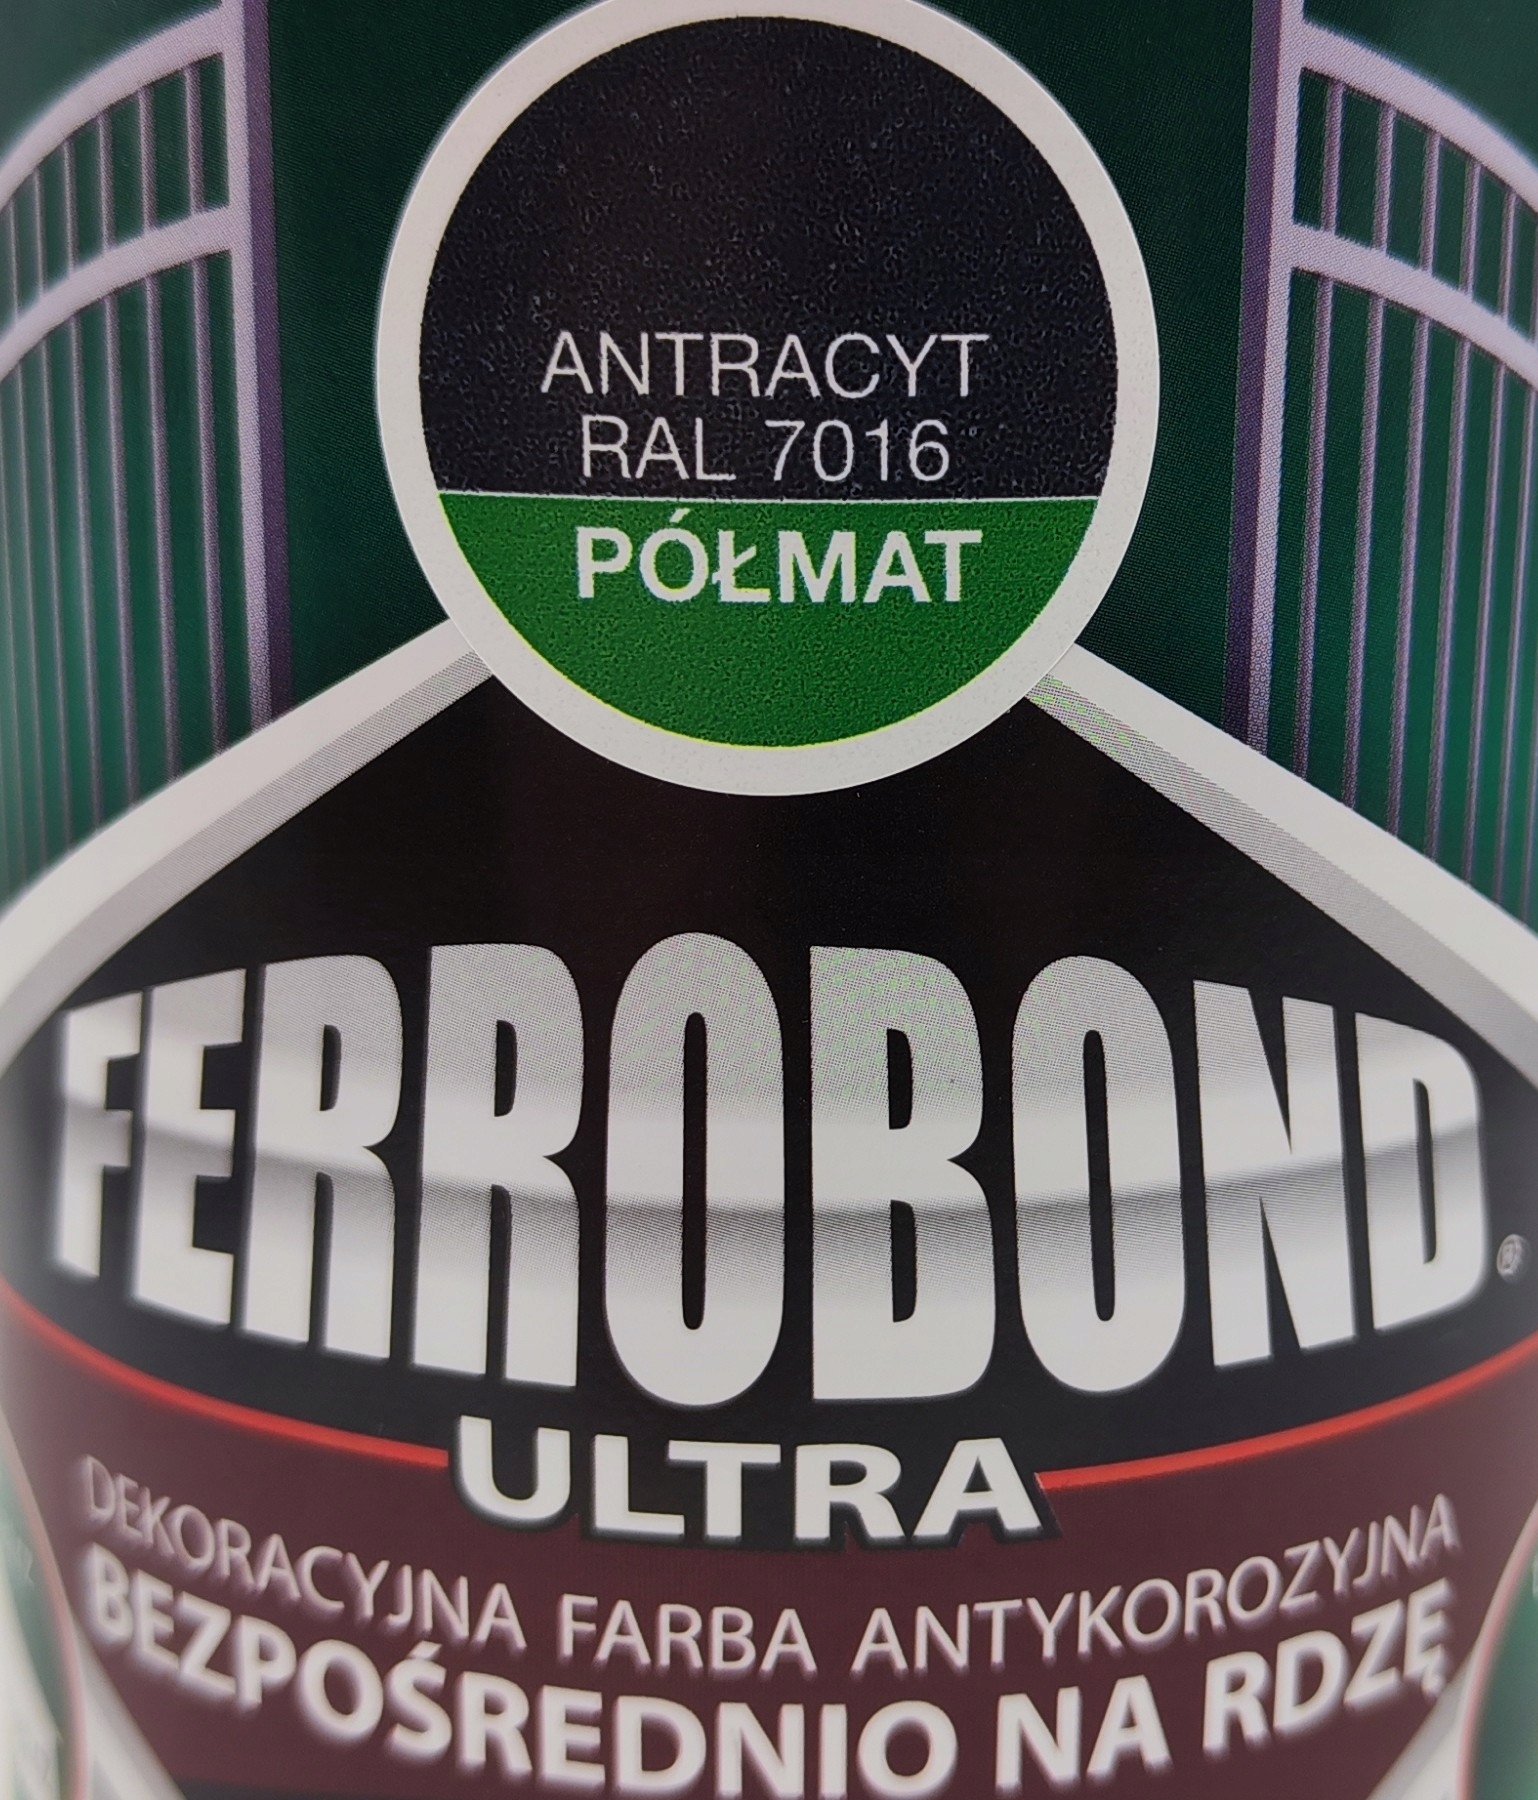 ANTRACYT
RAL 7016
PÓŁMAT
FERROBOND®
ULTRA
DEKORACYJNA FARBA ANTYKOROZYJNA
BEZPOŚREDNIO NA RDZĘ